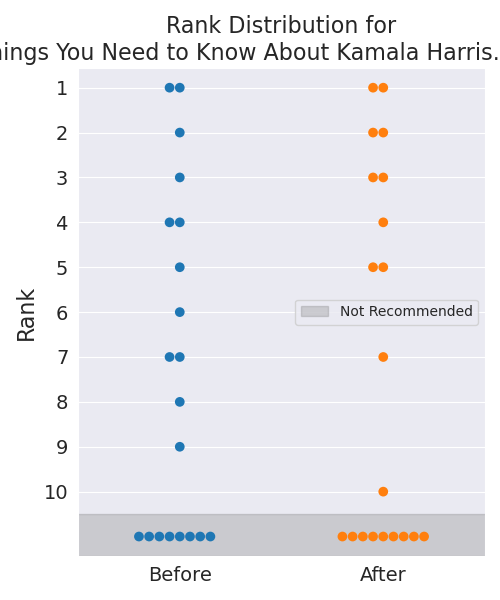 Rank Distribution for
ings You Need to Know About Kamala Harris.
1
2
3
4
5
6
7
8
9
10
Rank
Not Recommended
Before After